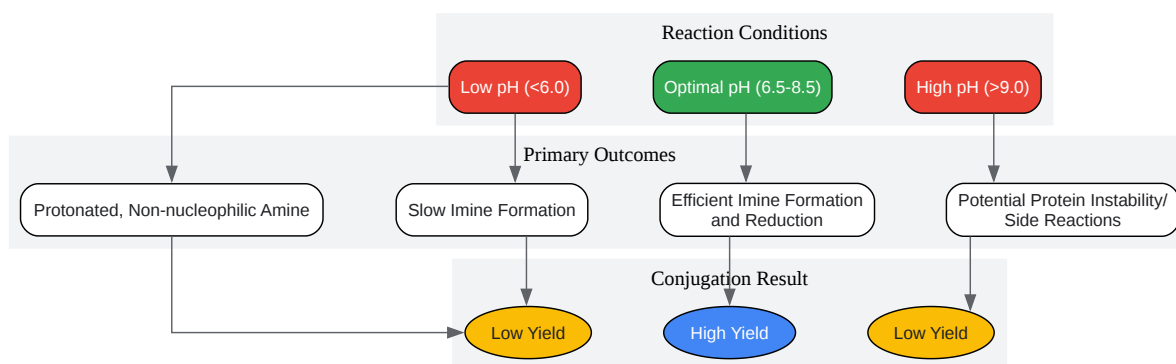 Reaction Conditions
Low pH (<6.0)
Optimal pH (6.5-8.5)
High pH (>9.0)
Primary Outcomes
Protonated, Non-nucleophilic Amine
Slow Imine Formation
Efficient Imine Formation
and Reduction
Potential Protein Instability/
Side Reactions
Conjugation Result
Low Yield
High Yield
Low Yield